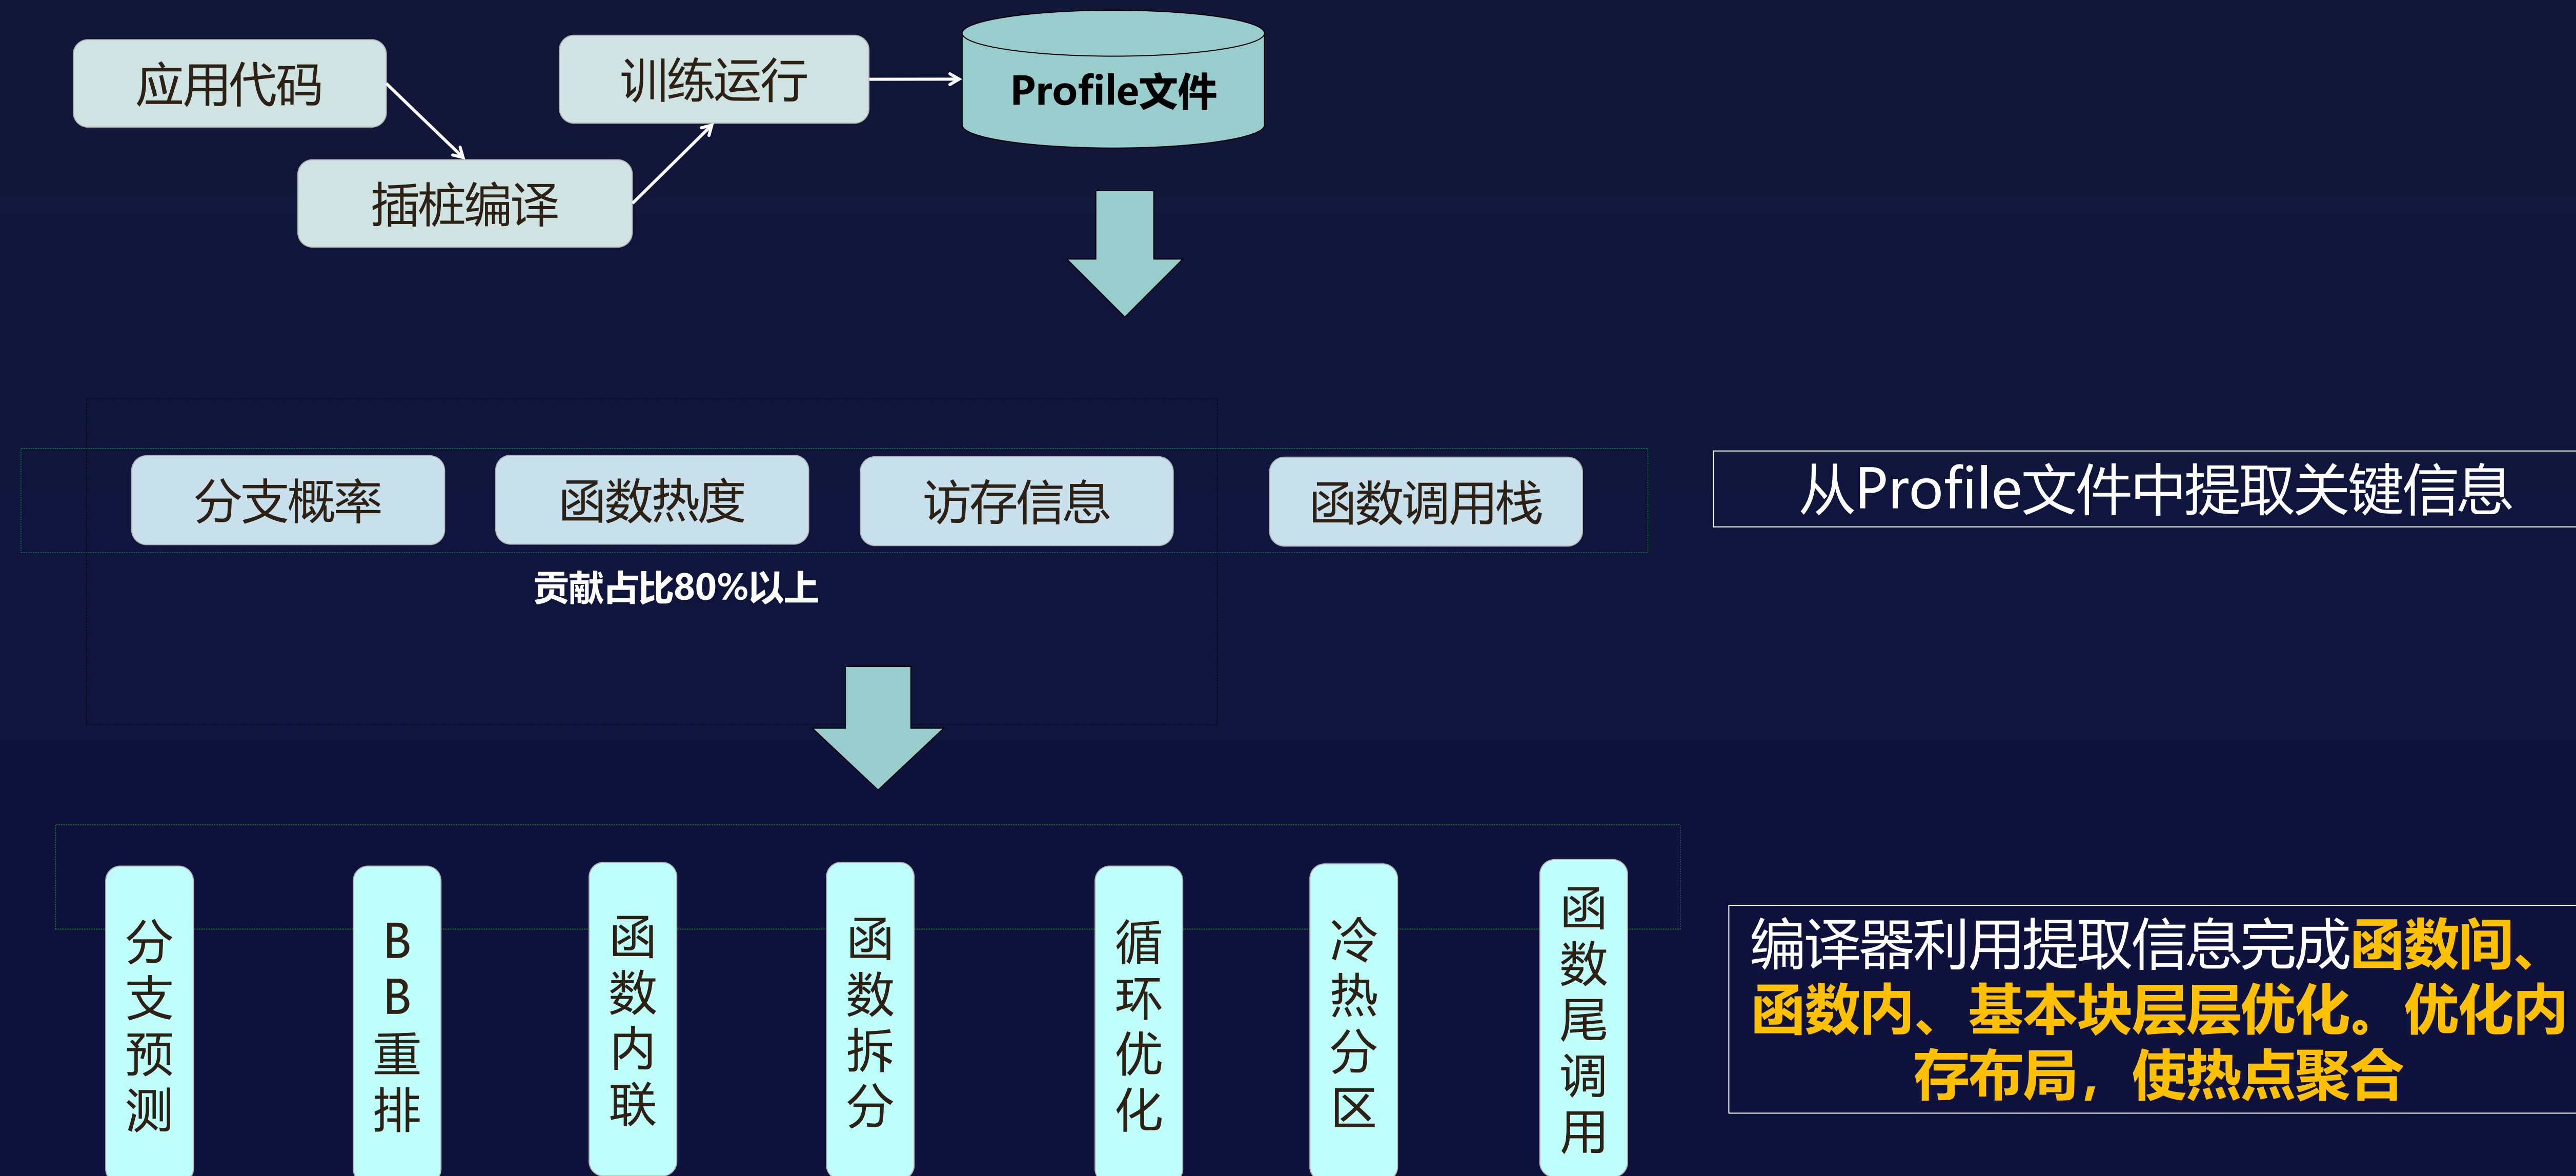 应用代码
训练运行
Profile文件
插桩编译
分支概率
函数热度
访存信息
函数调用栈
从Profile文件中提取关键信息
贡献占比80%以上
分支预测
BB重排
函数内联
函数拆分
循环优化
冷热分区
函数尾调用
编译器利用提取信息完成函数间、
函数内、基本块层层优化。优化内
存布局，使热点聚合